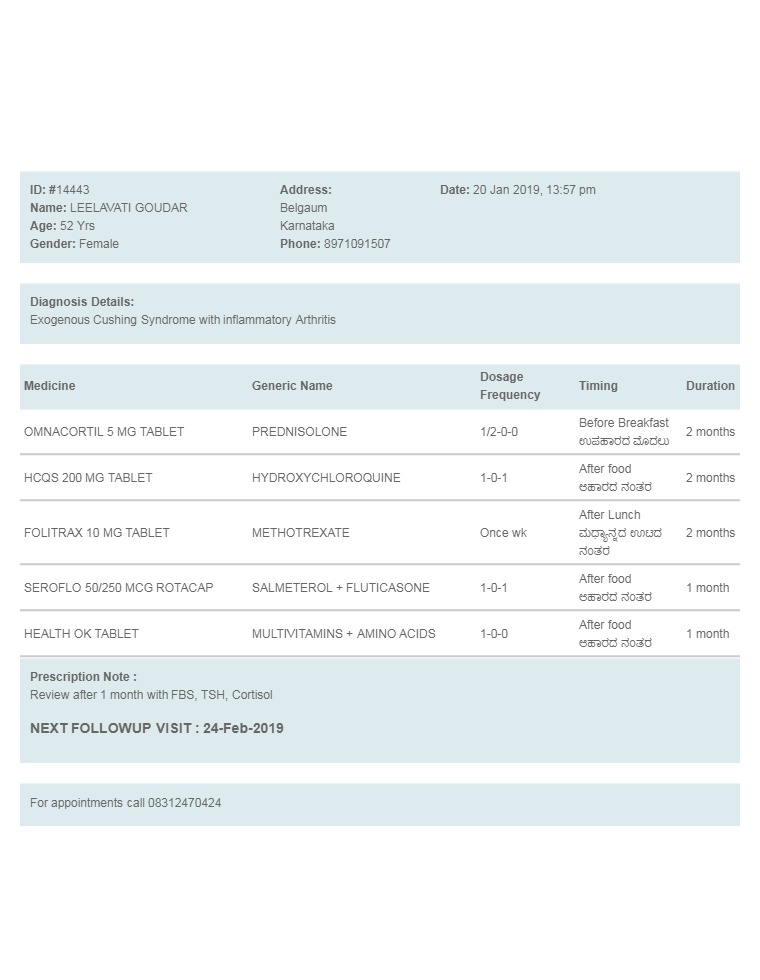 ID: #14443
Name: LEELAVATI GOUDAR
Age: 52 Yrs
Gender: Female
Address:
Belgaum
Karnataka
Phone: 8971091507
Date: 20 Jan 2019, 13:57 pm
Diagnosis Details:
Exogenous Cushing Syndrome with inflammatory Arthritis
Medicine Generic Name Dosage Frequency Timing Duration
OMNACORTIL 5 MG TABLET PREDNISOLONE 1/2-0-0 Before Breakfast 2 months
ಉಪಹಾರದ ಮೊದಲು
HCQS 200 MG TABLET HYDROXYCHLOROQUINE 1-0-1 After food 2 months
ಆಹಾರದ ನಂತರ
FOLITRAX 10 MG TABLET METHOTREXATE Once wk After Lunch 2 months
ಮಧ್ಯಾನ್ನದ ಊಟದ
ನಂತರ
SEROFLO 50/250 MCG ROTACAP SALMETEROL + FLUTICASONE 1-0-1 After food 1 month
ಆಹಾರದ ನಂತರ
HEALTH OK TABLET MULTIVITAMINS + AMINO ACIDS 1-0-0 After food 1 month
ಆಹಾರದ ನಂತರ
Prescription Note :
Review after 1 month with FBS, TSH, Cortisol
NEXT FOLLOWUP VISIT : 24-Feb-2019
For appointments call 08312470424